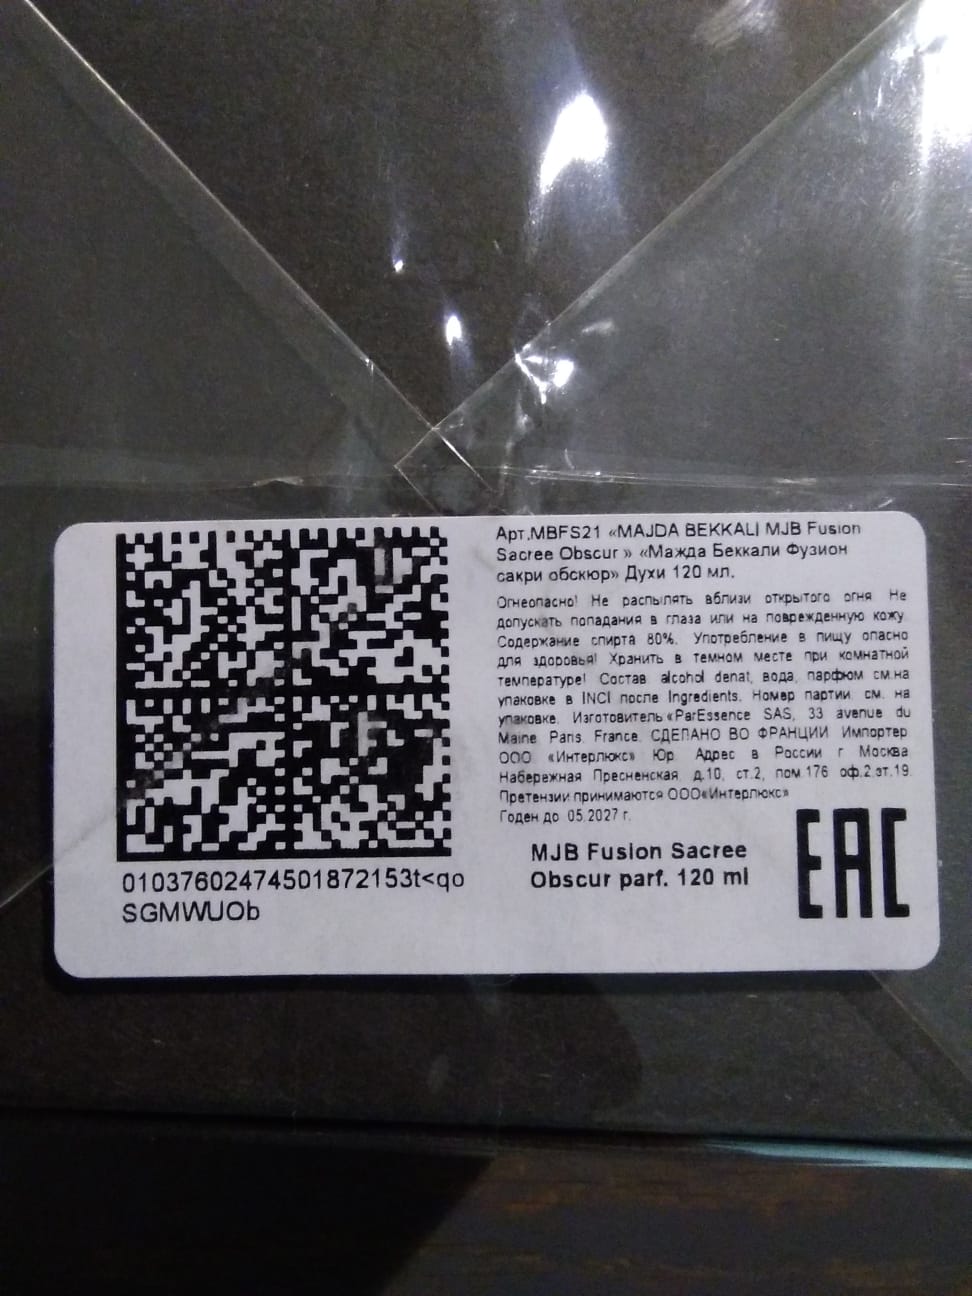 Арт.MBFS21 «MAJDA BEKKALI MJB Fusion
Sacree Obscur » «Мажда Беккали Фузион
сакри обскюр» Духи 120 мл.
Огнеопасно! Не распылять вблизи открытого огня Не
допускать попадания в глаза или на поврежденную кожу.
Содержание спирта 80%. Употребление в пищу опасно
для здоровья! Хранить в темном месте при комнатной
температуре! Состав alcohol denat, вода, парфюм см.на
упаковке в INCI после Ingredients. Номер партии см. на
упаковке. Изготовитель «ParEssence SAS, 33 avenue du
Maine Paris, France. СДЕЛАНО ВО ФРАНЦИИ Импортер
ООО «Интерлюкс» Юр. Адрес в России г Москва
Набережная Пресненская д.10, ст.2, пом.176 оф.2.эт.19.
Претензии принимаются ООО«Интерлюкс»
Годен до 05.2027 г.
MJB Fusion Sacree
Obscur parf. 120 ml
EAC
01037602474501872153t<qo
SGMWUOb